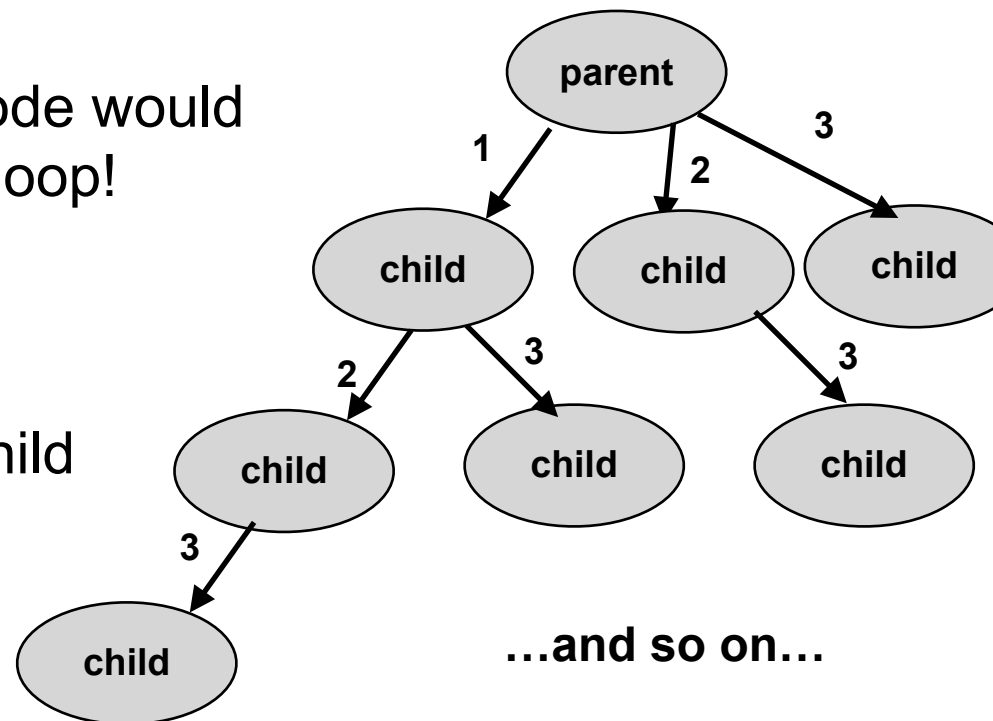 parent
ode would
oop!
1
2
3
child
child
child
2
3
3
hild
child
child
child
3
child
…and so on…